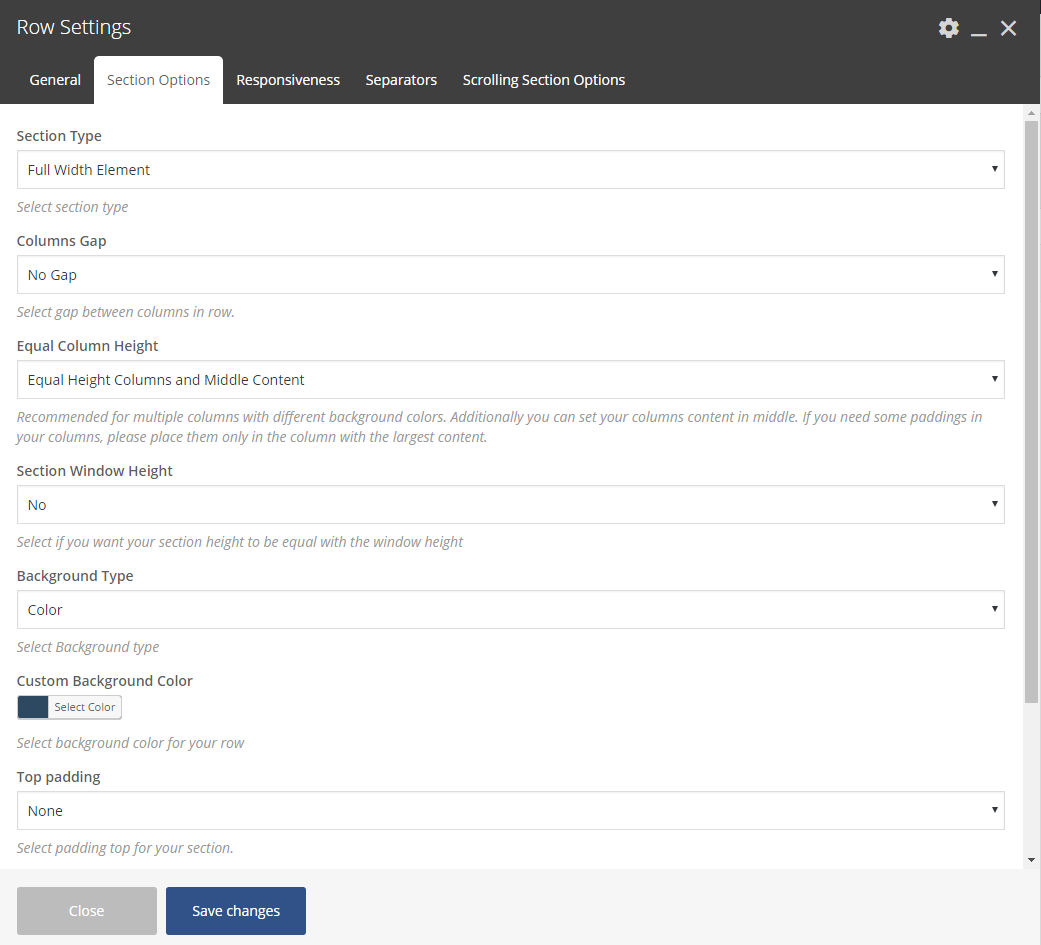 Row Settings
General Section Options Responsiveness Separators Scrolling Section Options
Section Type
Full Width Element
Select section type
Columns Gap
No Gap
Select gap between columns in row.
Equal Column Height
Equal Height Columns and Middle Content
Recommended for multiple columns with different background colors. Additionally you can set your columns content in middle. If you need some paddings in
your columns, please place them only in the column with the largest content.
Section Window Height
No
Select if you want your section height to be equal with the window height
Background Type
Color
Select Background type
Custom Background Color
Select Color
Select background color for your row
Top padding
None
Select padding top for your section.
Close Save changes